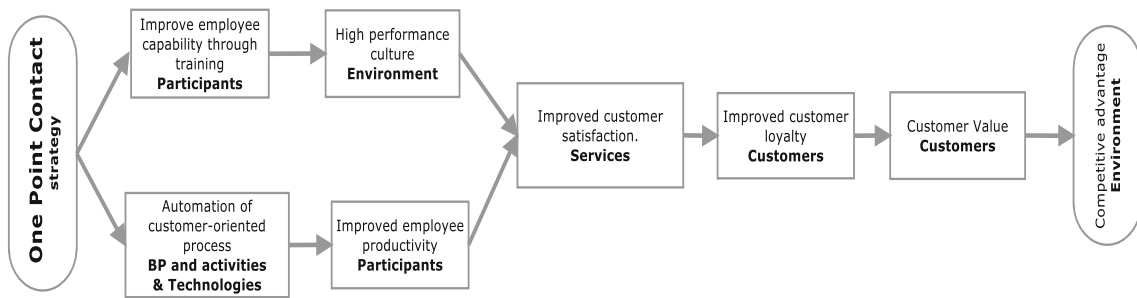 One Point Contact
strategy
Improve employee
capability through
training
Participants
High performance
culture
Environment
Automation of
customer-oriented
process
BP and activities
& Technologies
Improved employee
productivity
Participants
Improved customer
satisfaction.
Services
Improved customer
loyalty
Customers
Customer Value
Customers
Competitive advantage
Environment